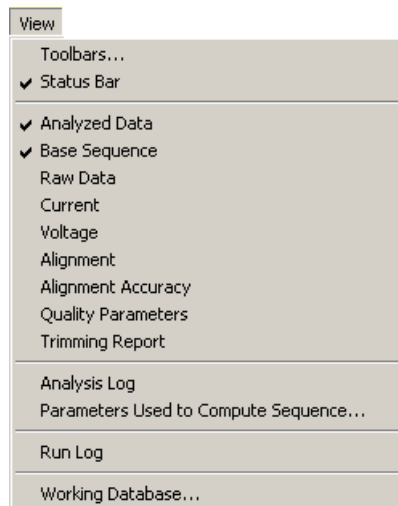 View
Toolbars...
Status Bar
Analyzed Data
Base Sequence
Raw Data
Current
Voltage
Alignment
Alignment Accuracy
Quality Parameters
Trimming Report
Analysis Log
Parameters Used to Compute Sequence...
Run Log
Working Database...